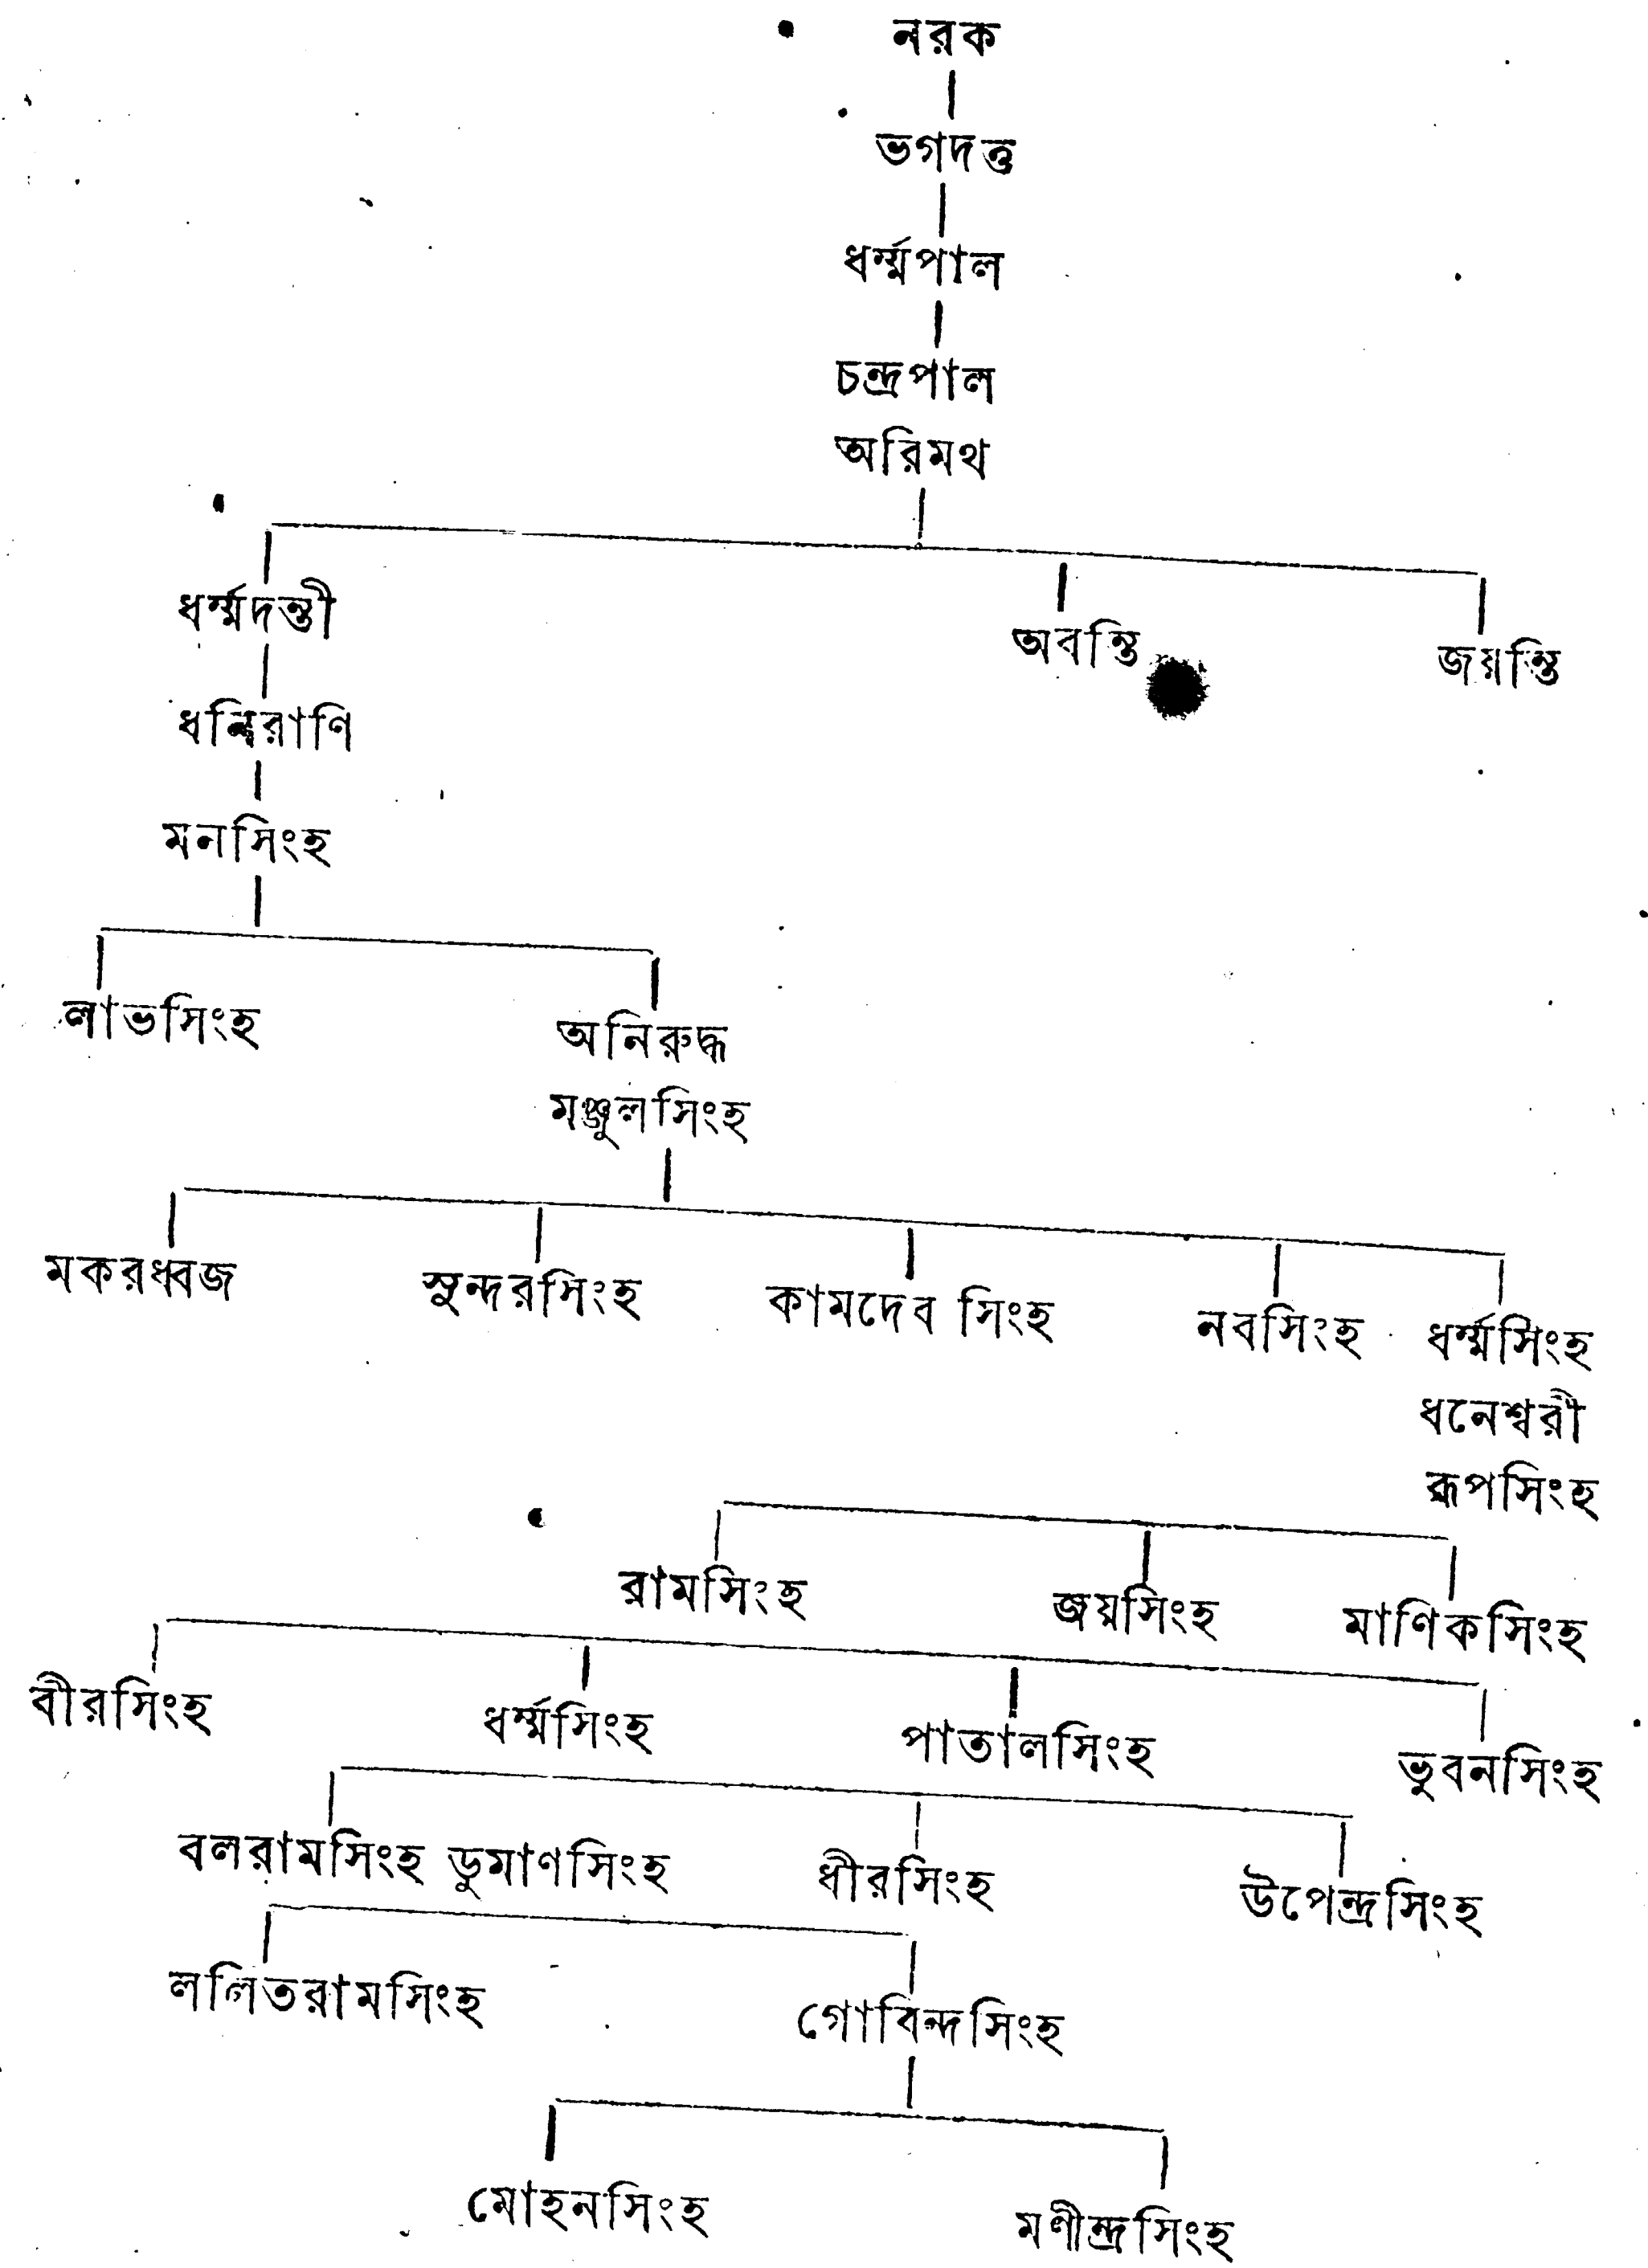 নরক
ভগদত্ত
ধর্ম্মপাল
চন্দ্রপাল
অরিমথ
ধর্ম্মদন্তী অবন্তি জয়ন্তি
মনসিংহ
লাভসিংহ অনিরুদ্ধ
মঞ্জুলসিংহ
মকরধ্বজ সুন্দরসিংহ কামদেব সিংহ নবসিংহ ধর্ম্মসিংহ
ধনেশ্বরী
রূপসিংহ
রামসিংহ জয়সিংহ মাণিকসিংহ
বীরসিংহ ধর্ম্মসিংহ পাতালসিংহ ভুবনসিংহ
বলরামসিংহ ডুমাণসিংহ ধীরসিংহ উপেন্দ্রসিংহ
ললিতরামসিংহ গোবিন্দসিংহ
মোহনসিংহ মণীন্দ্রসিংহ